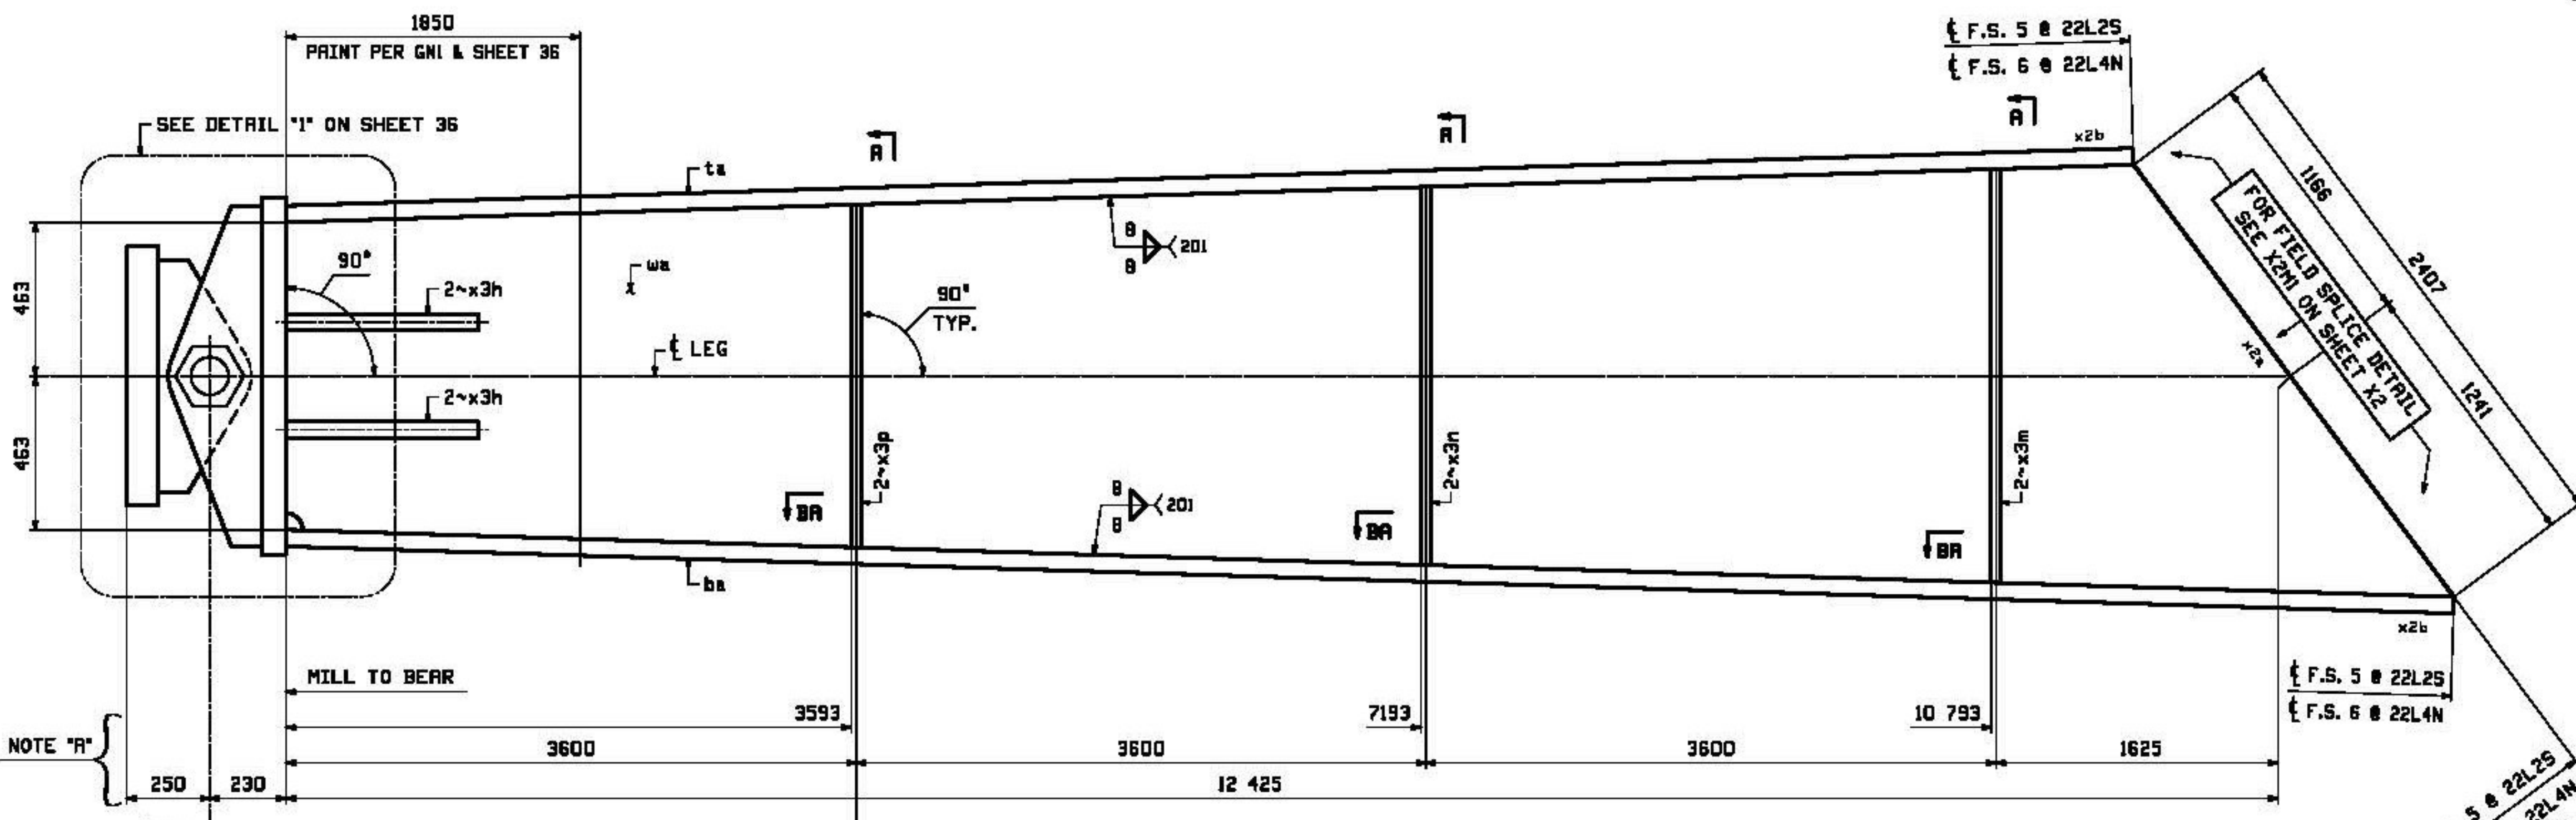 1850
PAINT PER GN1 & SHEET 36
SEE DETAIL "1" ON SHEET 36
℄ F.S. 5 @ 22L2S
℄ F.S. 6 @ 22L4N
A
A
A
x2b
ta
wa
90°
2~x3h
8
8
201
90°
TYP.
℄ LEG
2~x3h
463
463
1166
2407
1241
FOR FIELD SPLICE DETAIL
SEE X2M1 ON SHEET X2
x2a
2~x3p
2~x3n
2~x3m
BA
BA
BA
8
8
201
ba
x2b
MILL TO BEAR
℄ F.S. 5 @ 22L2S
℄ F.S. 6 @ 22L4N
3593
7193
10 793
NOTE "A"
3600
3600
3600
1625
250
230
12 425
5 @ 22L2S
22L4N